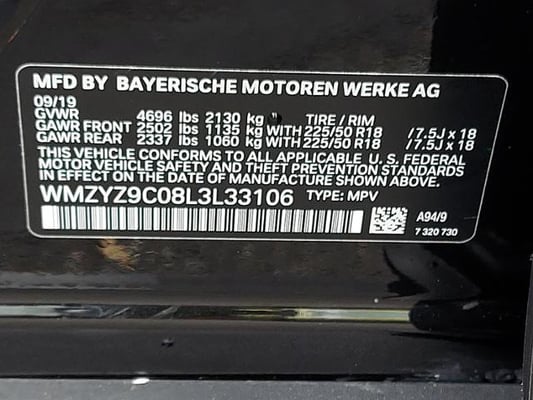 MFD BY BAYERISCHE MOTOREN WERKE AG
09/19
GVWR 4696 lbs 2130 kg TIRE / RIM
GAWR FRONT 2502 lbs 1135 kg WITH 225/50 R18 /7.5J x 18
GAWR REAR 2337 lbs 1060 kg WITH 225/50 R18 /7.5J x 18
THIS VEHICLE CONFORMS TO ALL APPLICABLE U. S. FEDERAL
MOTOR VEHICLE SAFETY AND THEFT PREVENTION STANDARDS
IN EFFECT ON THE DATE OF MANUFACTURE SHOWN ABOVE.
WMZYZ9C08L3L33106 TYPE: MPV
A94/9
7 320 730